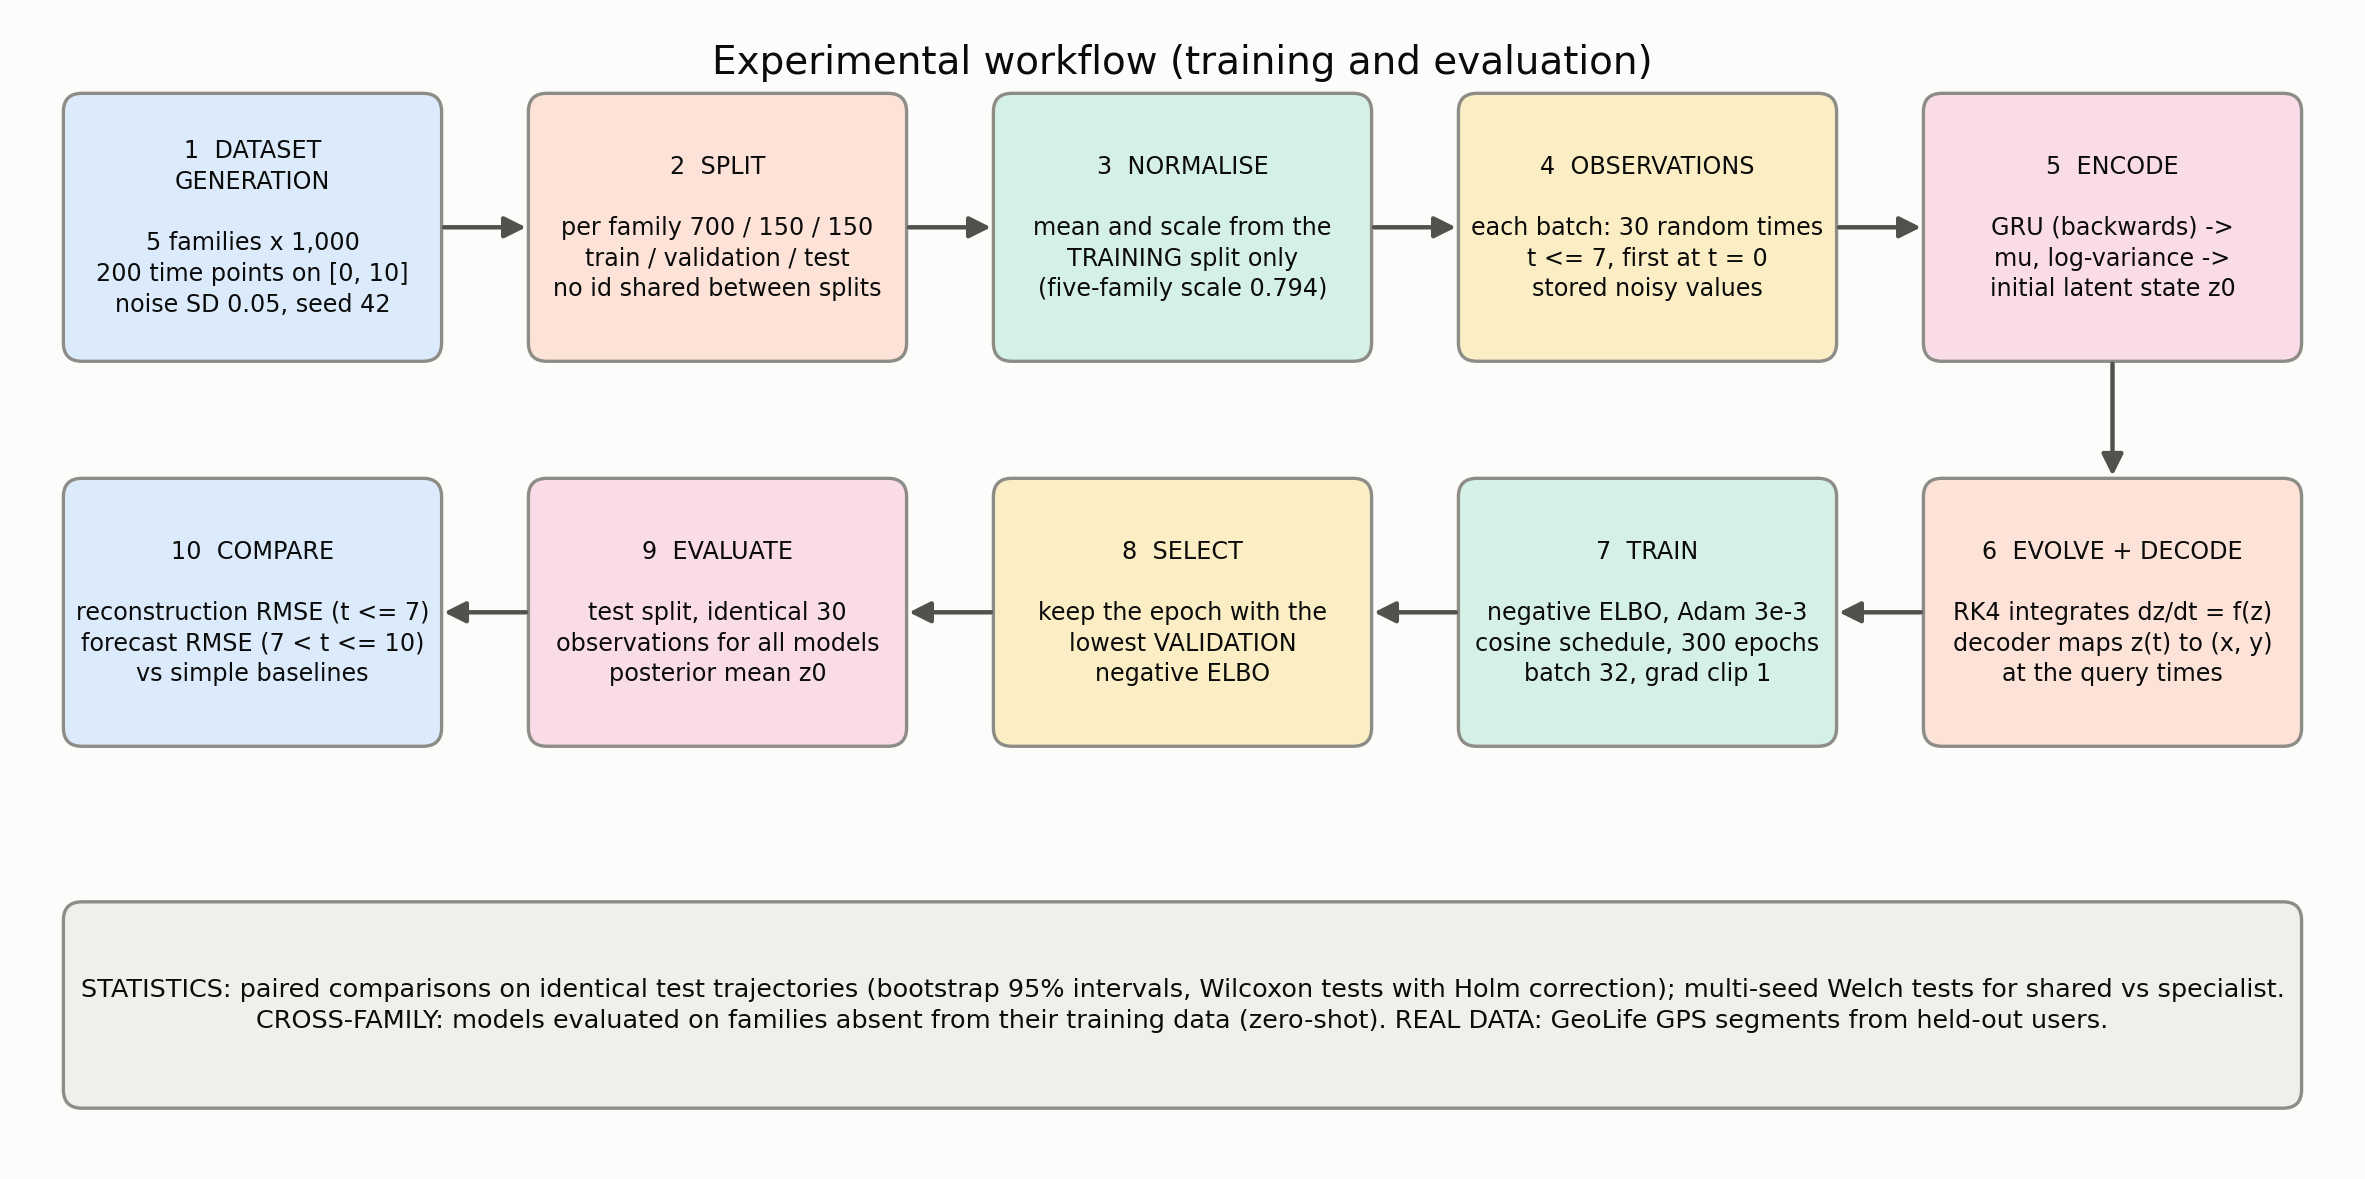 Experimental workflow (training and evaluation)
1  DATASET
GENERATION
5 families x 1,000
200 time points on [0, 10]
noise SD 0.05, seed 42
2  SPLIT
per family 700 / 150 / 150
train / validation / test
no id shared between splits
3  NORMALISE
mean and scale from the
TRAINING split only
(five-family scale 0.794)
4  OBSERVATIONS
each batch: 30 random times
t <= 7, first at t = 0
stored noisy values
5  ENCODE
GRU (backwards) ->
mu, log-variance ->
initial latent state z0
6  EVOLVE + DECODE
RK4 integrates dz/dt = f(z)
decoder maps z(t) to (x, y)
at the query times
7  TRAIN
negative ELBO, Adam 3e-3
cosine schedule, 300 epochs
batch 32, grad clip 1
8  SELECT
keep the epoch with the
lowest VALIDATION
negative ELBO
9  EVALUATE
test split, identical 30
observations for all models
posterior mean z0
10  COMPARE
reconstruction RMSE (t <= 7)
forecast RMSE (7 < t <= 10)
vs simple baselines
STATISTICS: paired comparisons on identical test trajectories (bootstrap 95% intervals, Wilcoxon tests with Holm correction); multi-seed Welch tests for shared vs specialist.
CROSS-FAMILY: models evaluated on families absent from their training data (zero-shot). REAL DATA: GeoLife GPS segments from held-out users.